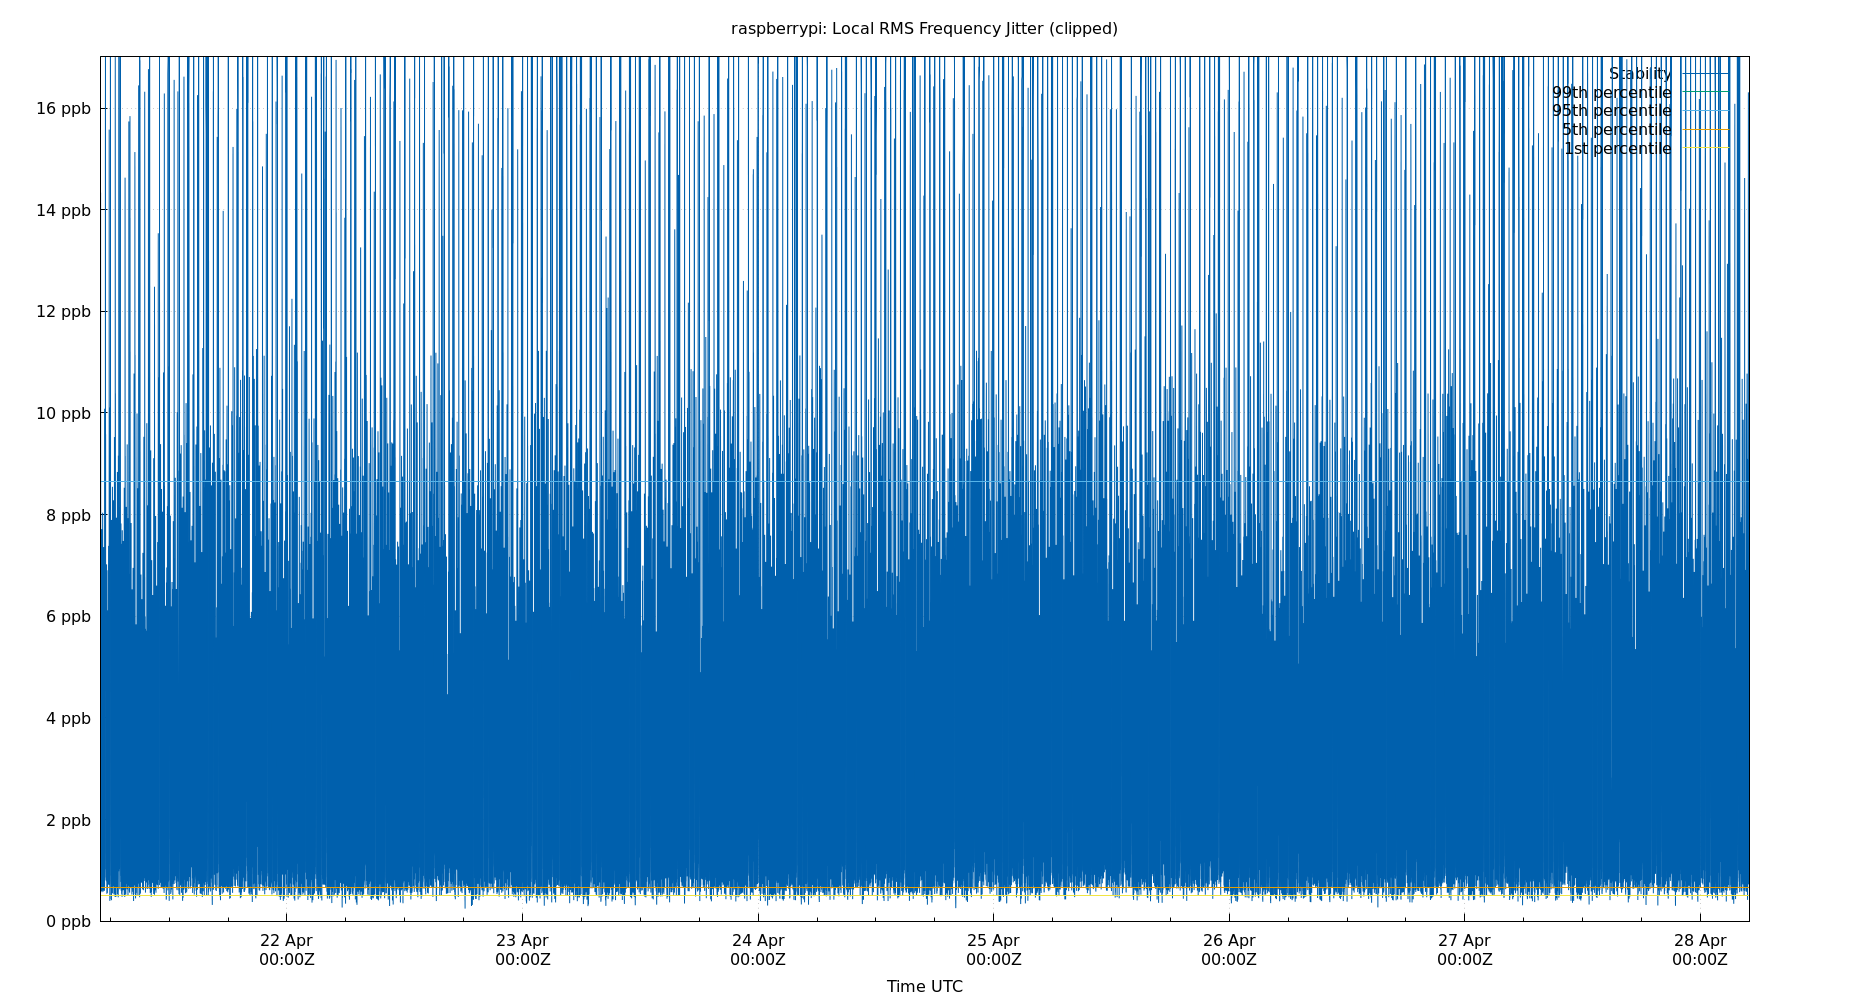 raspberrypi: Local RMS Frequency Jitter (clipped)
Stability
99th percentile
95th percentile
5th percentile
1st percentile
16 ppb
14 ppb
12 ppb
10 ppb
8 ppb
6 ppb
4 ppb
2 ppb
0 ppb
22 Apr 23 Apr 24 Apr 25 Apr 26 Apr 27 Apr 28 Apr
00:00Z 00:00Z 00:00Z 00:00Z 00:00Z 00:00Z 00:00Z
Time UTC